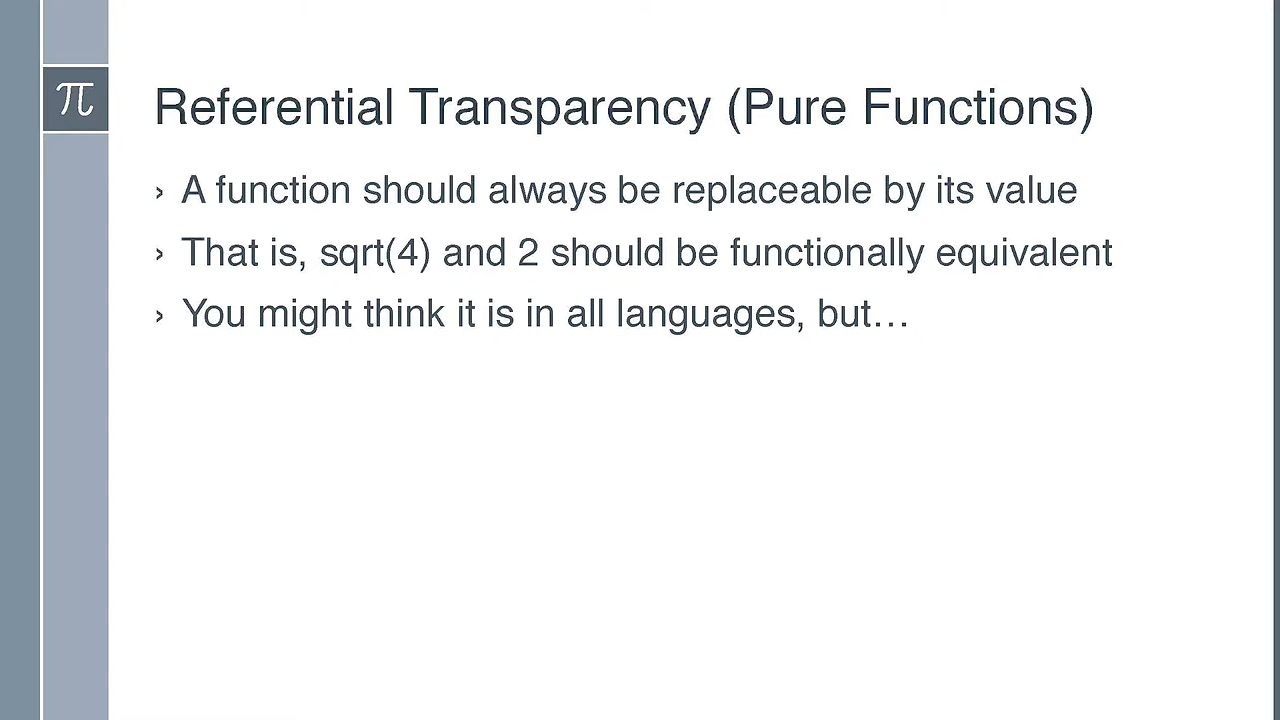 π
Referential Transparency (Pure Functions)
› A function should always be replaceable by its value
› That is, sqrt(4) and 2 should be functionally equivalent
› You might think it is in all languages, but…